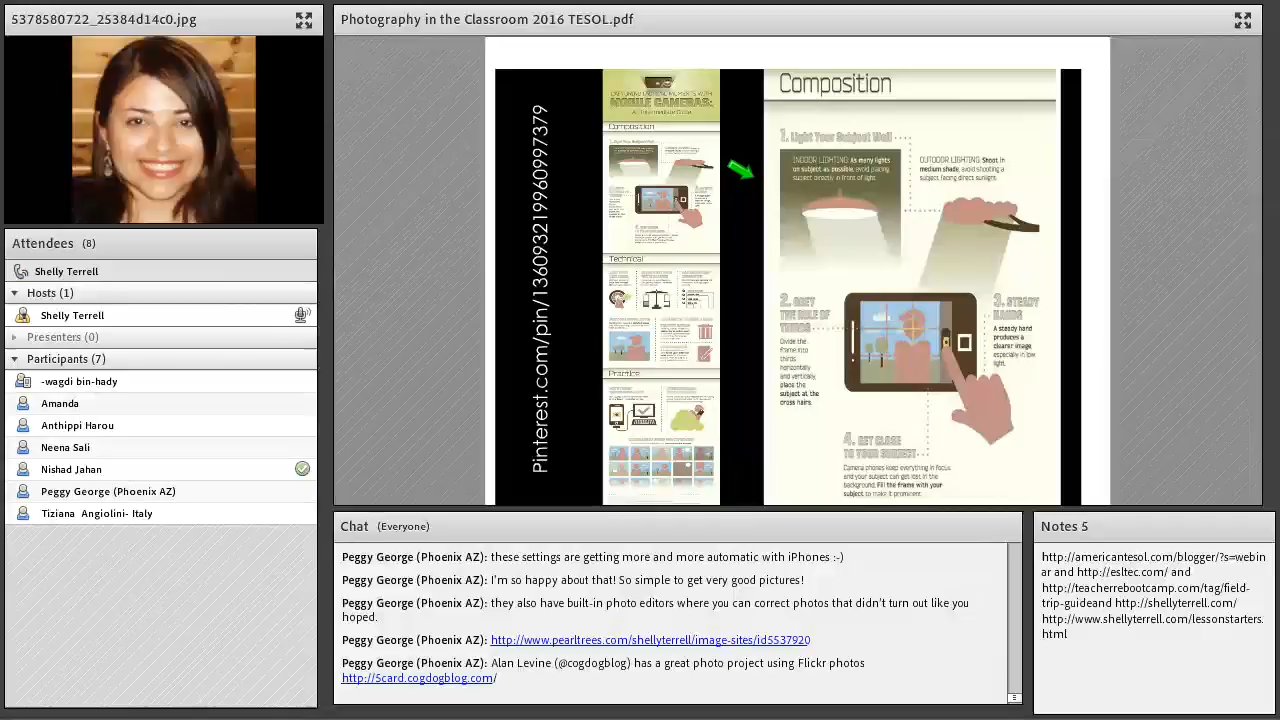 5378580722_25384d14c0.jpg
Photography in the Classroom 2016 TESOL.pdf
Attendees (8)
Shelly Terrell
Hosts (1)
Shelly Terrell
Presenters (0)
Participants (7)
-wagdi bin-hady
Amanda
Anthippi Harou
Neena Sali
Nishad Jahan
Peggy George (Phoenix AZ)
Tiziana Angiolini- Italy
Pinterest.com/pin/136093219960997379
MOBILE CAMERAS:
Composition
Technical
Practice
Composition
1. Light Your Subject Well
INDOOR LIGHTING As many lights
on subject as possible, avoid placing
subject directly in front of light.
OUTDOOR LIGHTING Shoot in
medium shade, avoid shooting a
subject facing direct sunlight.
2. OBEY
THE RULE OF
THIRDS
Divide the
frame into
thirds
horizontally
and vertically,
place the
subject at the
cross hairs.
3. STEADY
HANDS
A steady hand
produces a
clearer image,
especially in low
light.
4. GET CLOSE
TO YOUR SUBJECT
Camera phones keep everything in focus
and your subject can get lost in the
background. Fill the frame with your
subject to make it prominent.
Chat (Everyone)
Peggy George (Phoenix AZ): these settings are getting more and more automatic with iPhones :-)
Peggy George (Phoenix AZ): I'm so happy about that! So simple to get very good pictures!
Peggy George (Phoenix AZ): they also have built-in photo editors where you can correct photos that didn't turn out like you
hoped.
Peggy George (Phoenix AZ): http://www.pearltrees.com/shellyterrell/image-sites/id5537920
Peggy George (Phoenix AZ): Alan Levine (@cogdogblog) has a great photo project using Flickr photos
http://5card.cogdogblog.com/
Notes 5
http://americantesol.com/blogger/?s=webin
ar and http://esltec.com/ and
http://teacherrebootcamp.com/tag/field-
trip-guideand http://shellyterrell.com/
http://www.shellyterrell.com/lessonstarters.
html